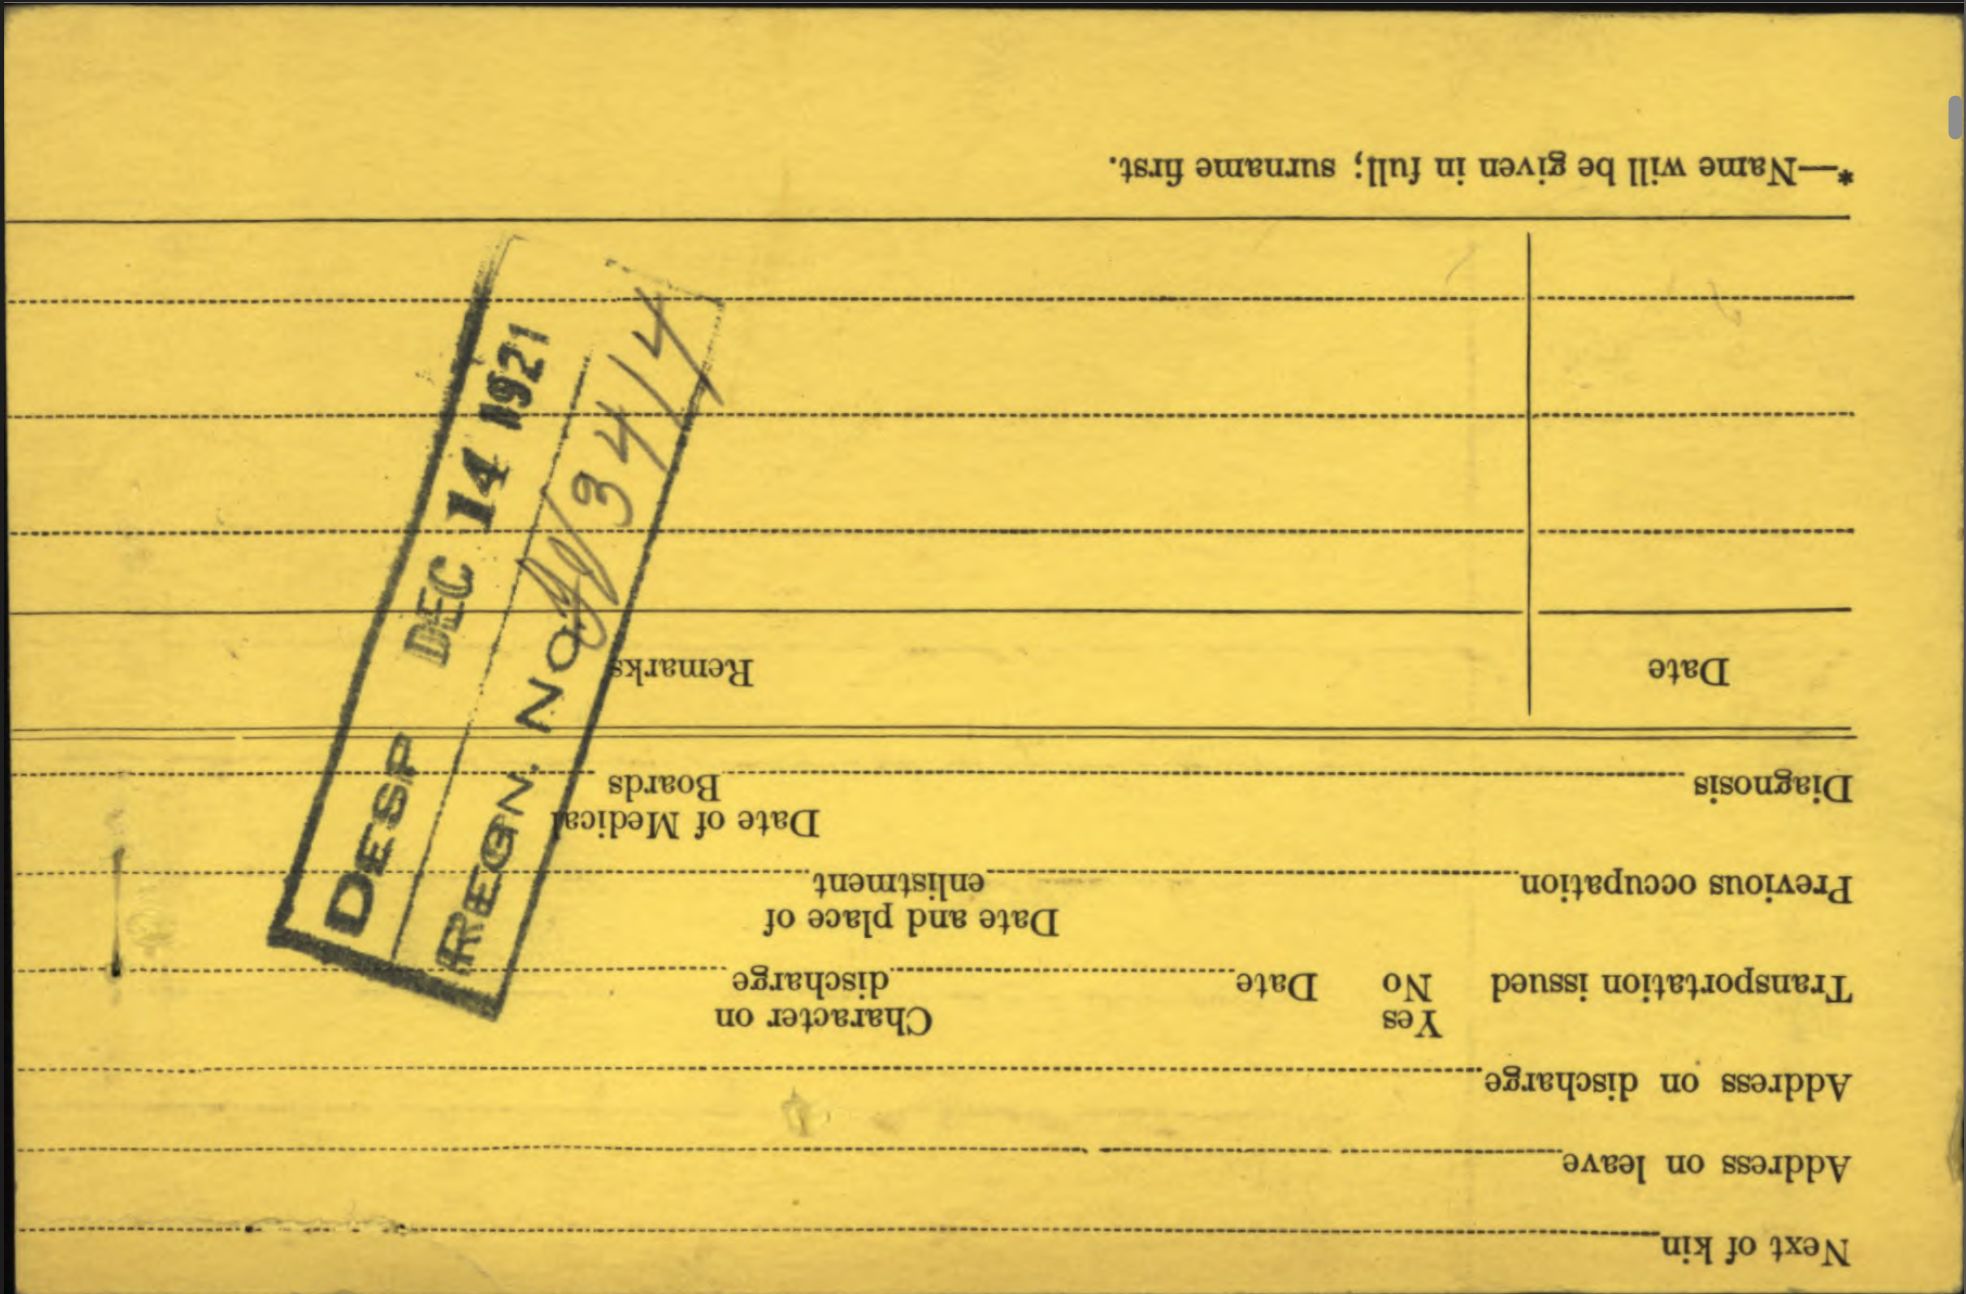 Next of kin
Address on leave
Address on discharge
Transportation issued Yes No Date Character on discharge
Previous occupation Date and place of enlistment
Diagnosis Date of Medical Boards
Date Remarks
*—Name will be given in full; surname first.
DESP DEC 14 1921
REGN. No